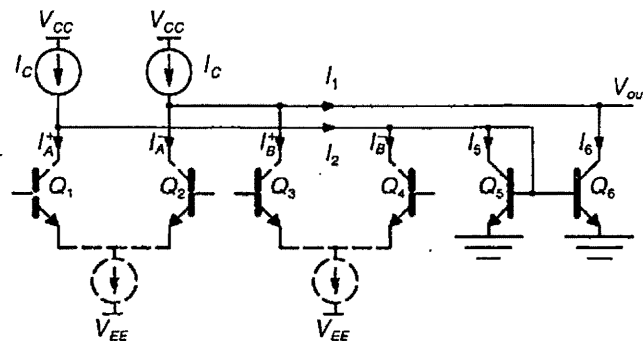 V_CC V_CC
I_C I_C
I_1 V_ou
I_A^+ I_A^- I_B^+ I_2 I_B^- I_5 I_6
Q_1 Q_2 Q_3 Q_4 Q_5 Q_6
V_EE V_EE